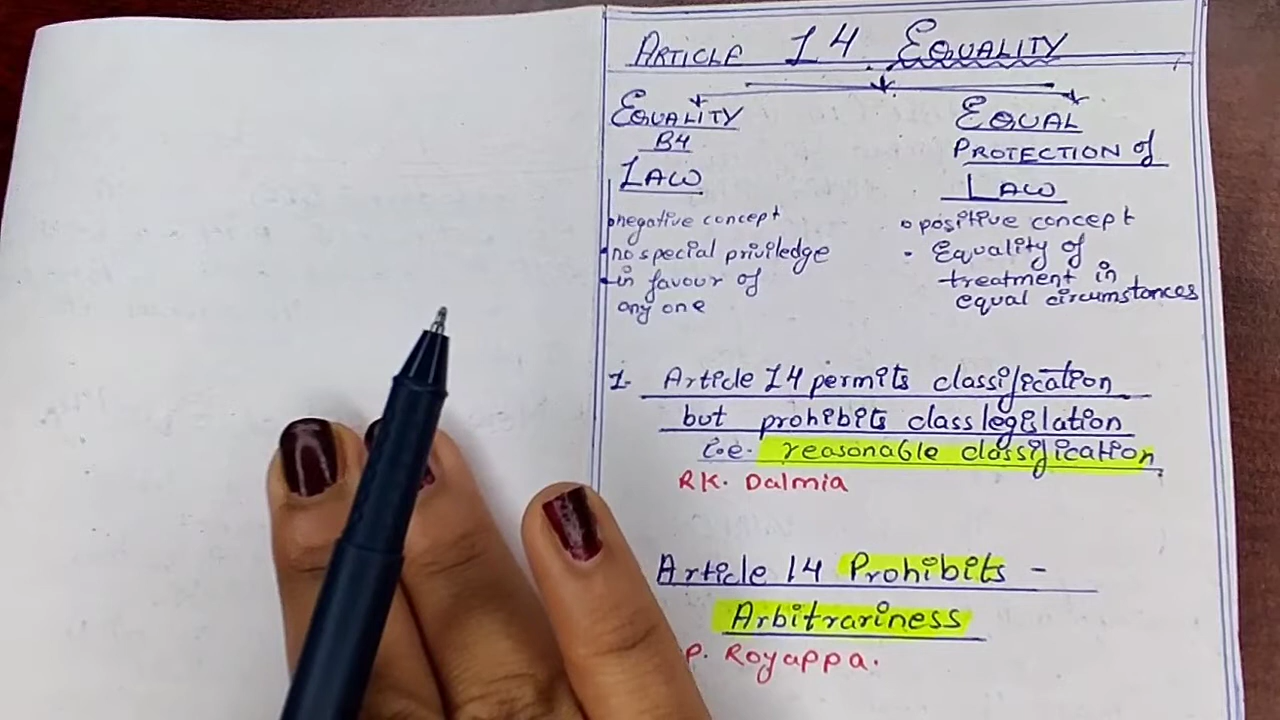 ARTICLE 14 EQUALITY
EQUALITY
B4
LAW
negative concept
no special priviledge
in favour of
any one
EQUAL
PROTECTION of
LAW
positive concept
Equality of
treatment in
equal circumstances
1. Article 14 permits classification
but prohibits class legislation
i.e. reasonable classification.
RK. Dalmia
Article 14 Prohibits -
Arbitrariness
P. Royappa.